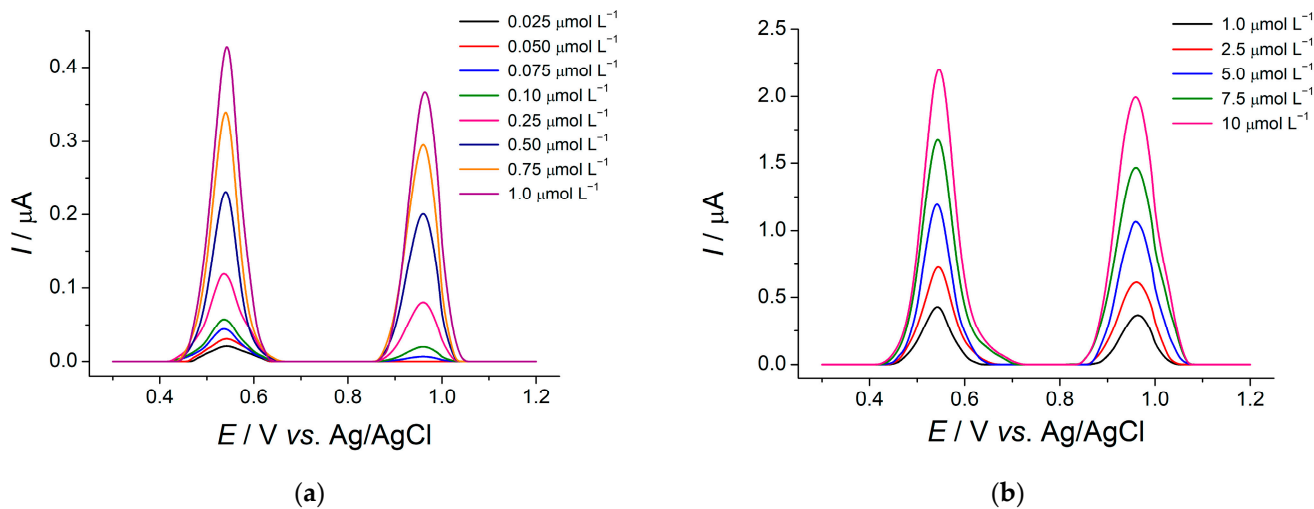 0.025 μmol L⁻¹
0.050 μmol L⁻¹
0.075 μmol L⁻¹
0.10 μmol L⁻¹
0.25 μmol L⁻¹
0.50 μmol L⁻¹
0.75 μmol L⁻¹
1.0 μmol L⁻¹
0.4
0.3
0.2
0.1
0.0
I / μA
0.4 0.6 0.8 1.0 1.2
E / V vs. Ag/AgCl
(a)
1.0 μmol L⁻¹
2.5 μmol L⁻¹
5.0 μmol L⁻¹
7.5 μmol L⁻¹
10 μmol L⁻¹
2.5
2.0
1.5
1.0
0.5
0.0
I / μA
0.4 0.6 0.8 1.0 1.2
E / V vs. Ag/AgCl
(b)